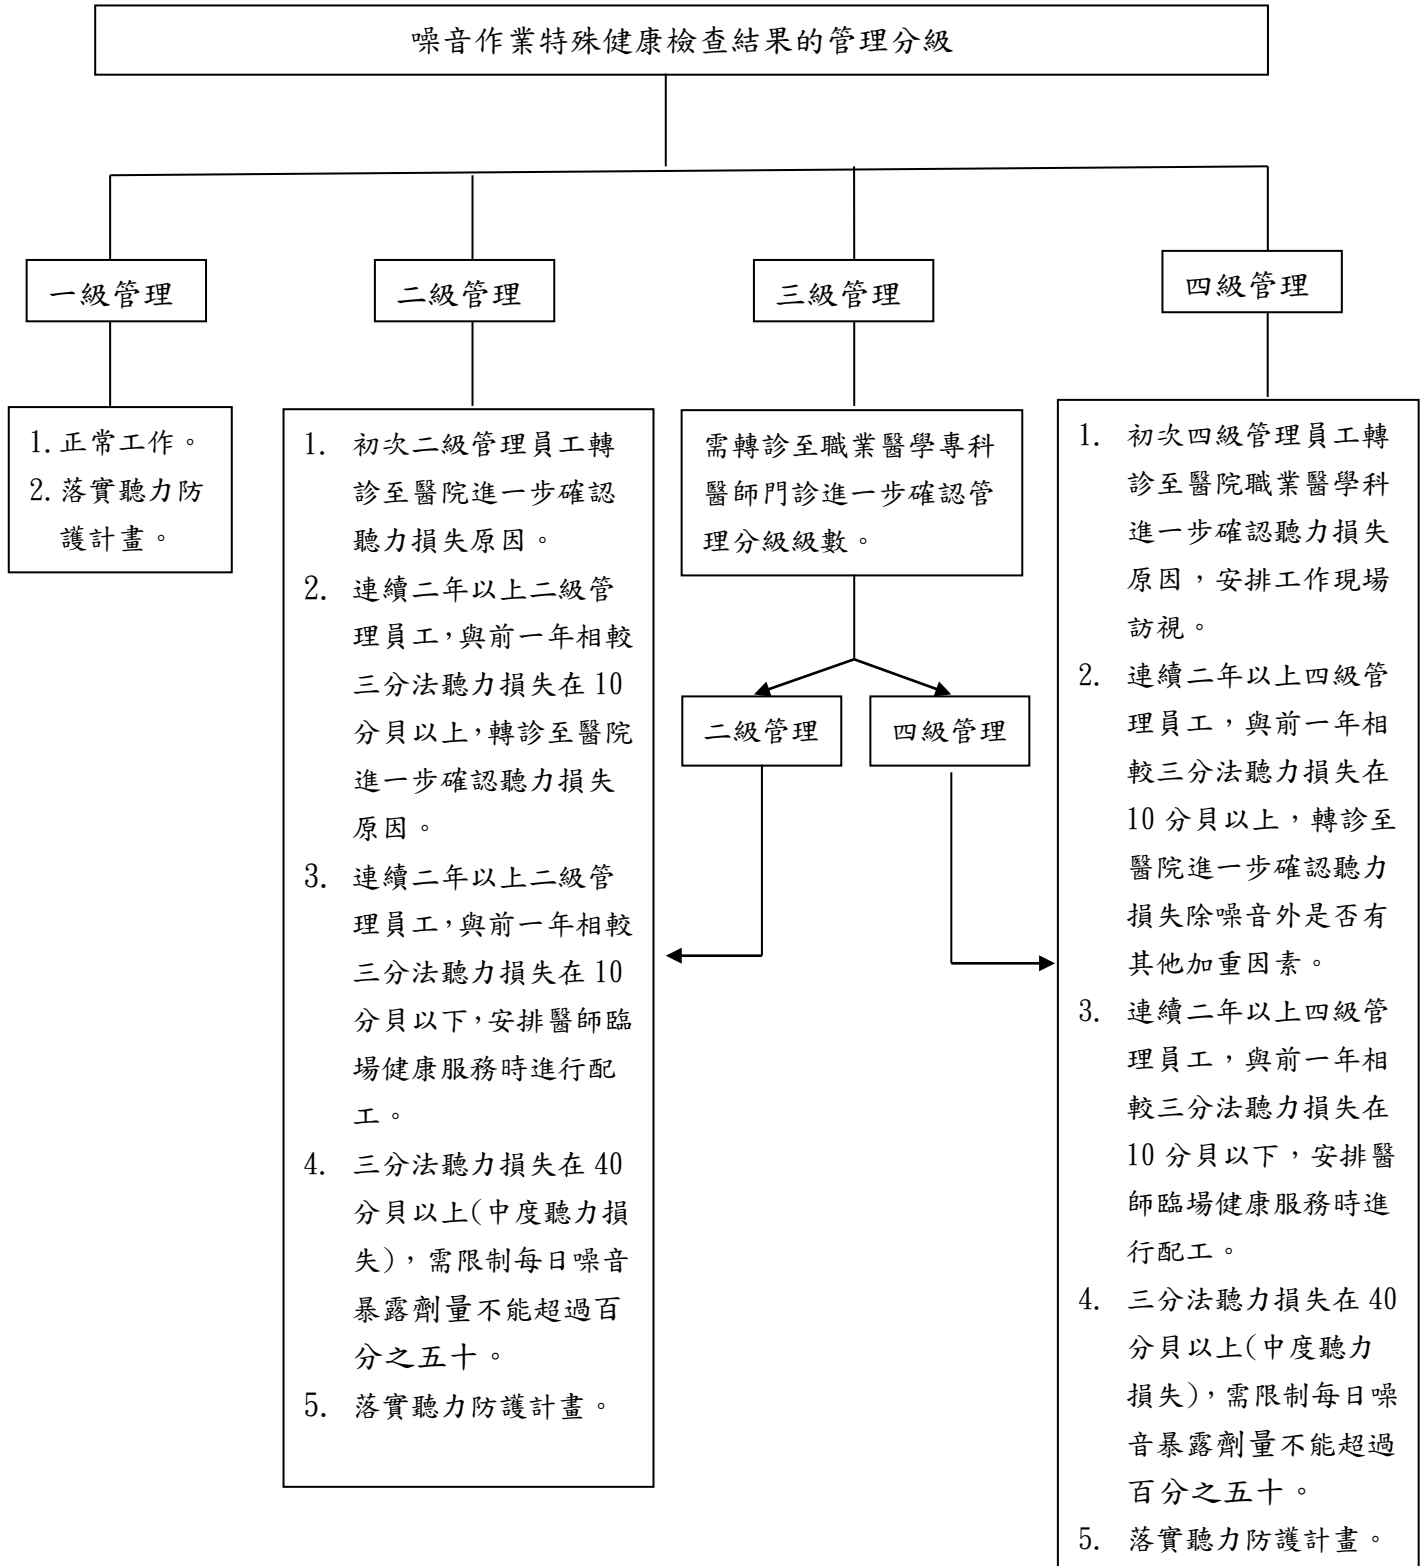 噪音作業特殊健康檢查結果的管理分級
一級管理
二級管理
三級管理
四級管理
1.正常工作。
2.落實聽力防
護計畫。
1. 初次二級管理員工轉
診至醫院進一步確認
聽力損失原因。
2. 連續二年以上二級管
理員工,與前一年相較
三分法聽力損失在 10
分貝以上,轉診至醫院
進一步確認聽力損失
原因。
3. 連續二年以上二級管
理員工,與前一年相較
三分法聽力損失在 10
分貝以下,安排醫師臨
場健康服務時進行配
工。
4. 三分法聽力損失在 40
分貝以上(中度聽力損
失),需限制每日噪音
暴露劑量不能超過百
分之五十。
5. 落實聽力防護計畫。
需轉診至職業醫學專科
醫師門診進一步確認管
理分級級數。
二級管理
四級管理
1. 初次四級管理員工轉
診至醫院職業醫學科
進一步確認聽力損失
原因,安排工作現場
訪視。
2. 連續二年以上四級管
理員工,與前一年相
較三分法聽力損失在
10 分貝以上,轉診至
醫院進一步確認聽力
損失除噪音外是否有
其他加重因素。
3. 連續二年以上四級管
理員工,與前一年相
較三分法聽力損失在
10 分貝以下,安排醫
師臨場健康服務時進
行配工。
4. 三分法聽力損失在 40
分貝以上(中度聽力
損失),需限制每日噪
音暴露劑量不能超過
百分之五十。
5. 落實聽力防護計畫。